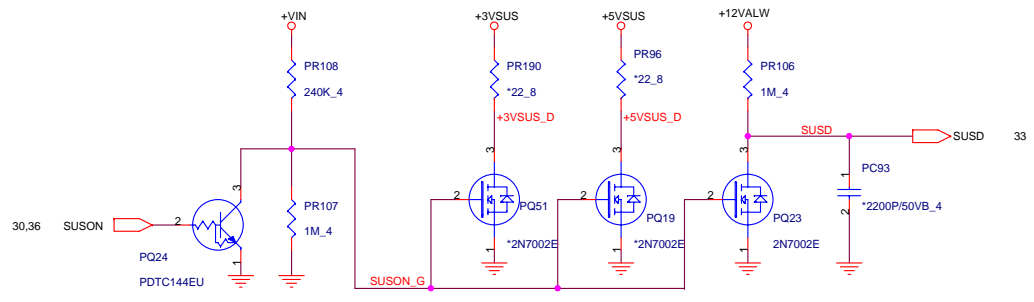 +VIN
+3VSUS
+5VSUS
+12VALW
PR108
240K_4
PR190
*22_8
PR96
*22_8
PR106
1M_4
+3VSUS_D
+5VSUS_D
SUSD
SUSD
33
3
3
3
3
1
2
PC93
*2200P/50VB_4
2
2
2
PQ51
PQ19
PQ23
*2N7002E
*2N7002E
2N7002E
1
1
1
30,36
SUSON
2
1
PQ24
PDTC144EU
PR107
1M_4
SUSON_G